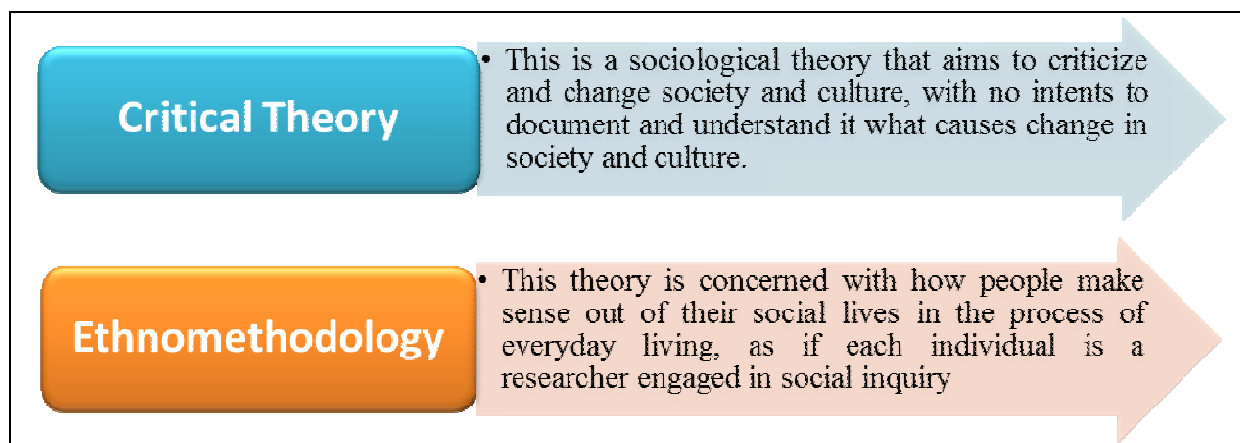 Critical Theory
• This is a sociological theory that aims to criticize
and change society and culture, with no intents to
document and understand it what causes change in
society and culture.
Ethnomethodology
• This theory is concerned with how people make
sense out of their social lives in the process of
everyday living, as if each individual is a
researcher engaged in social inquiry